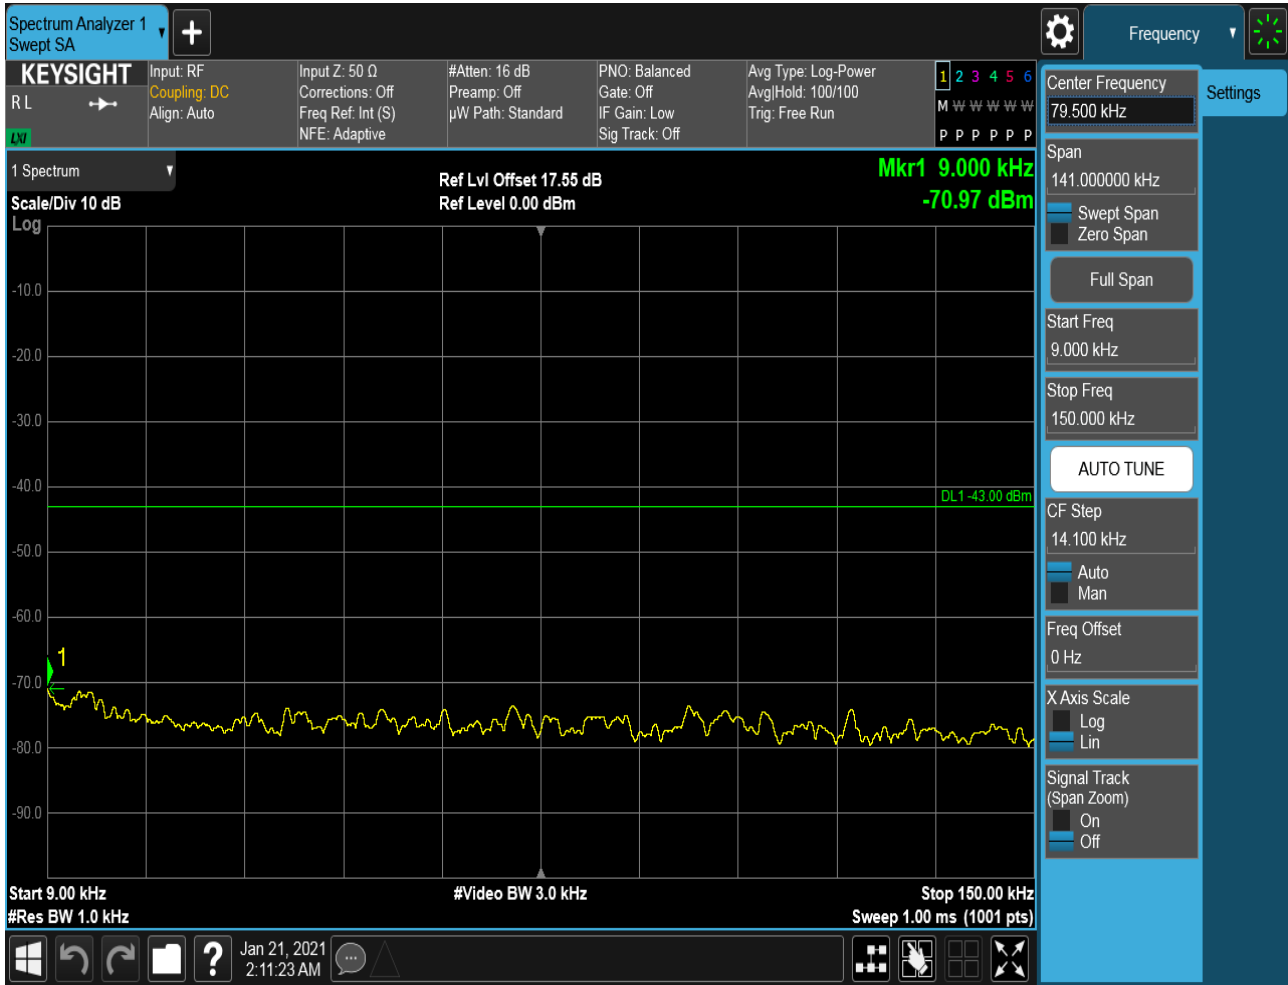 Spectrum Analyzer 1
Swept SA
Frequency
KEYSIGHT
R L
LXI
Input: RF
Coupling: DC
Align: Auto
Input Z: 50 Ω
Corrections: Off
Freq Ref: Int (S)
NFE: Adaptive
#Atten: 16 dB
Preamp: Off
µW Path: Standard
PNO: Balanced
Gate: Off
IF Gain: Low
Sig Track: Off
Avg Type: Log-Power
Avg|Hold: 100/100
Trig: Free Run
1 2 3 4 5 6
M W W W W W
P P P P P P
1 Spectrum
Scale/Div 10 dB
Log
Ref Lvl Offset 17.55 dB
Ref Level 0.00 dBm
Mkr1 9.000 kHz
-70.97 dBm
-10.0
-20.0
-30.0
-40.0
DL1 -43.00 dBm
-50.0
-60.0
1
-70.0
-80.0
-90.0
Start 9.00 kHz
#Video BW 3.0 kHz
Stop 150.00 kHz
#Res BW 1.0 kHz
Sweep 1.00 ms (1001 pts)
Center Frequency
79.500 kHz
Settings
Span
141.000000 kHz
Swept Span
Zero Span
Full Span
Start Freq
9.000 kHz
Stop Freq
150.000 kHz
AUTO TUNE
CF Step
14.100 kHz
Auto
Man
Freq Offset
0 Hz
X Axis Scale
Log
Lin
Signal Track
(Span Zoom)
On
Off
?
Jan 21, 2021
2:11:23 AM